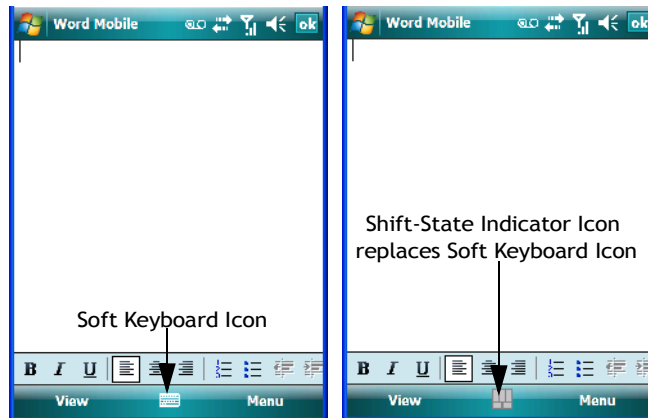 Word Mobile
ok
Soft Keyboard Icon
B I U
View Menu
Word Mobile
ok
Shift-State Indicator Icon
replaces Soft Keyboard Icon
B I U
View Menu